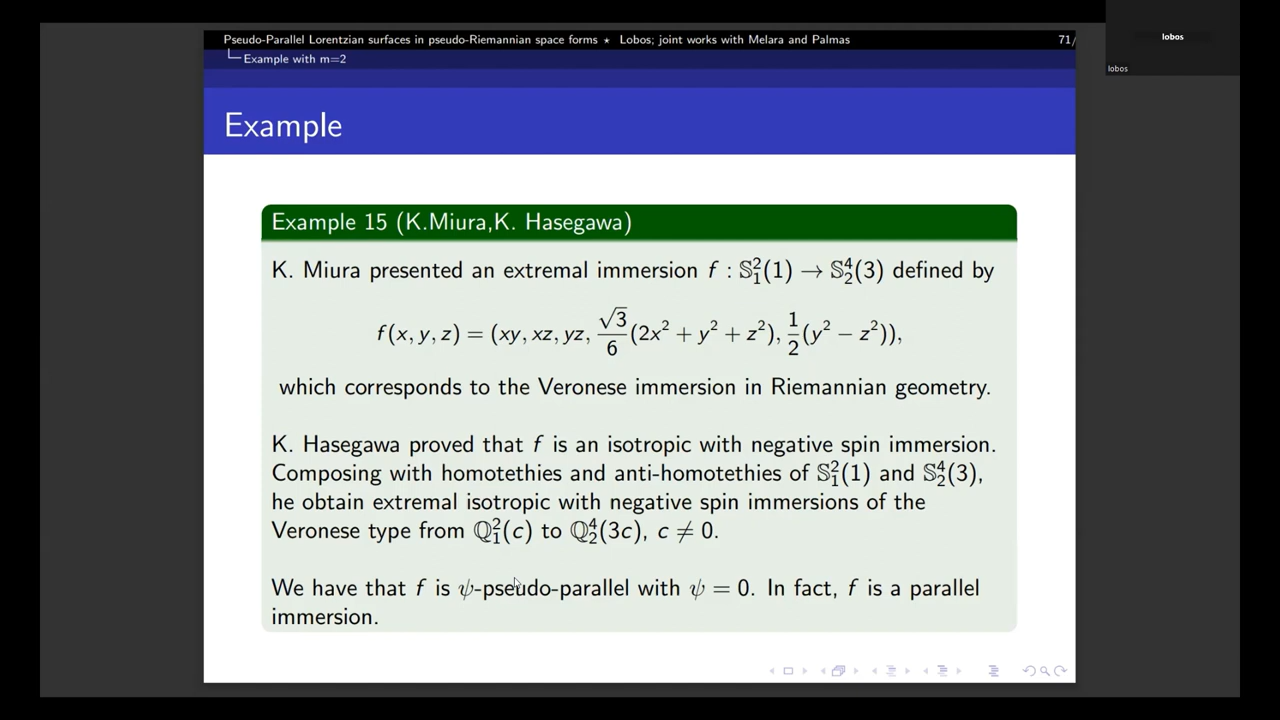 Pseudo-Parallel Lorentzian surfaces in pseudo-Riemannian space forms ⋆ Lobos; joint works with Melara and Palmas 71/
Example with m=2
lobos
lobos
Example
Example 15 (K.Miura,K. Hasegawa)
K. Miura presented an extremal immersion f : 𝕊²₁(1) → 𝕊⁴₂(3) defined by
f(x, y, z) = (xy, xz, yz, √3/6 (2x² + y² + z²), 1/2 (y² − z²)),
which corresponds to the Veronese immersion in Riemannian geometry.
K. Hasegawa proved that f is an isotropic with negative spin immersion.
Composing with homotethies and anti-homotethies of 𝕊²₁(1) and 𝕊⁴₂(3),
he obtain extremal isotropic with negative spin immersions of the
Veronese type from ℚ²₁(c) to ℚ⁴₂(3c), c ≠ 0.
We have that f is ψ-pseudo-parallel with ψ = 0. In fact, f is a parallel
immersion.